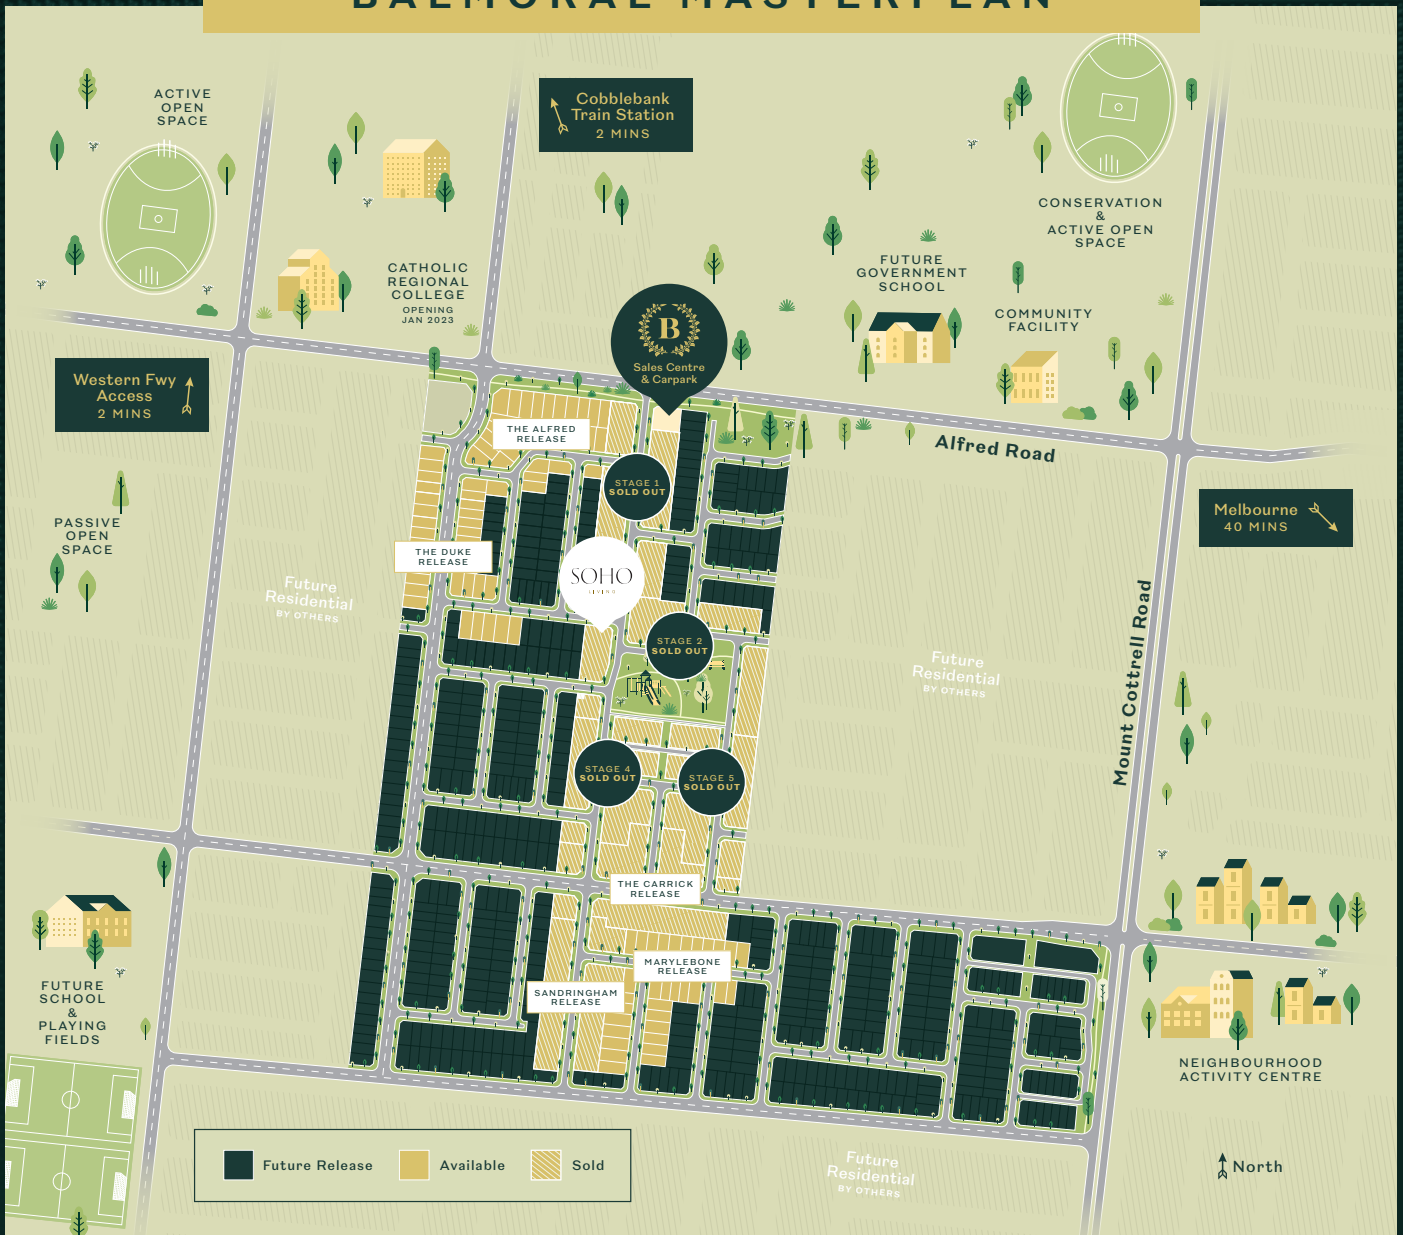 BALMORAL MASTERPLAN
ACTIVE
OPEN
SPACE
Cobblebank
Train Station
2 MINS
CATHOLIC
REGIONAL
COLLEGE
OPENING
JAN 2023
CONSERVATION
&
ACTIVE OPEN
SPACE
FUTURE
GOVERNMENT
SCHOOL
COMMUNITY
FACILITY
B
Sales Centre
& Carpark
Western Fwy
Access
2 MINS
THE ALFRED
RELEASE
Alfred Road
STAGE 1
SOLD OUT
Melbourne
40 MINS
PASSIVE
OPEN
SPACE
THE DUKE
RELEASE
SOHO
LIVING
Future
Residential
BY OTHERS
STAGE 2
SOLD OUT
Future
Residential
BY OTHERS
Mount Cottrell Road
STAGE 4
SOLD OUT
STAGE 5
SOLD OUT
THE CARRICK
RELEASE
MARYLEBONE
RELEASE
SANDRINGHAM
RELEASE
FUTURE
SCHOOL
&
PLAYING
FIELDS
NEIGHBOURHOOD
ACTIVITY CENTRE
Future Release
Available
Sold
Future
Residential
BY OTHERS
North